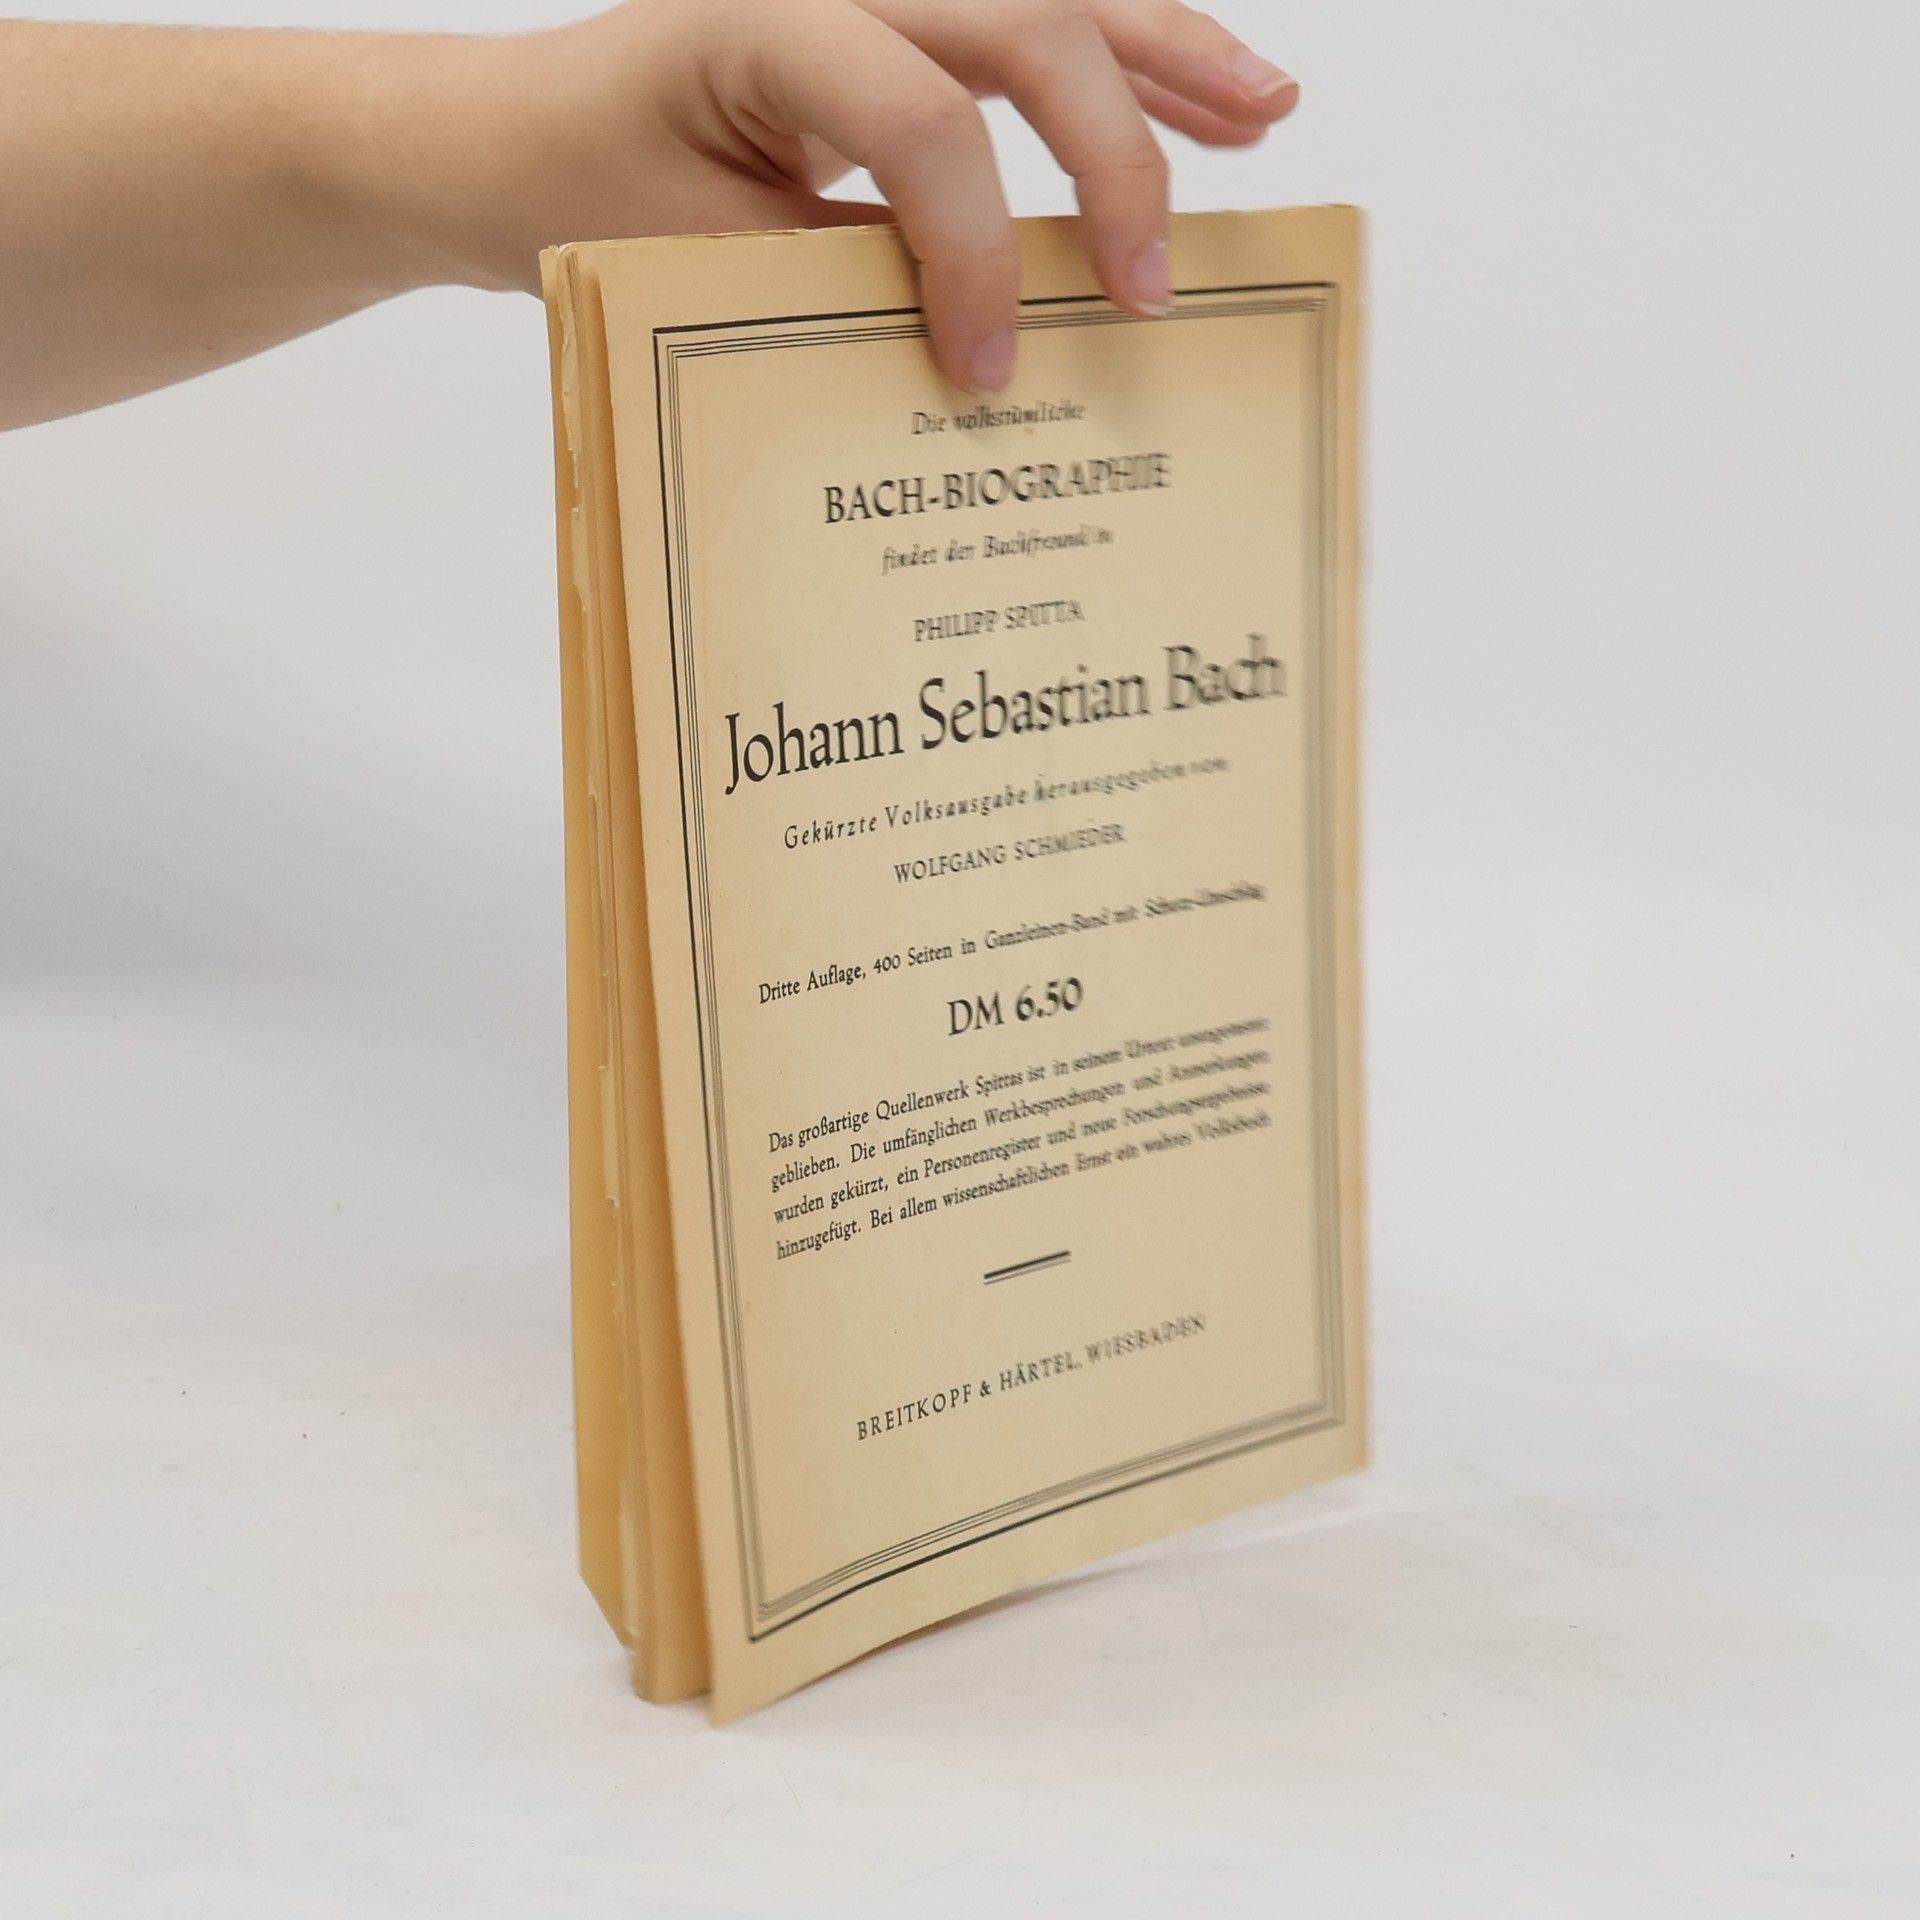 Die volkstümliche
BACH-BIOGRAPHIE
findet der Bachfreund in
PHILIPP SPITTA
Johann Sebastian Bach
Gekürzte Volksausgabe herausgegeben von
WOLFGANG SCHMIEDER
Dritte Auflage, 400 Seiten in Ganzleinen-Band mit Schutz-Umschlag
DM 6.50
Das großartige Quellenwerk Spittas ist in seinem Urtext unangetastet
geblieben. Die umfänglichen Werkbesprechungen und Anmerkungen
wurden gekürzt, ein Personenregister und neue Forschungsergebnisse
hinzugefügt. Bei allem wissenschaftlichen Ernst ein wahres Volksbuch
BREITKOPF & HÄRTEL, WIESBADEN